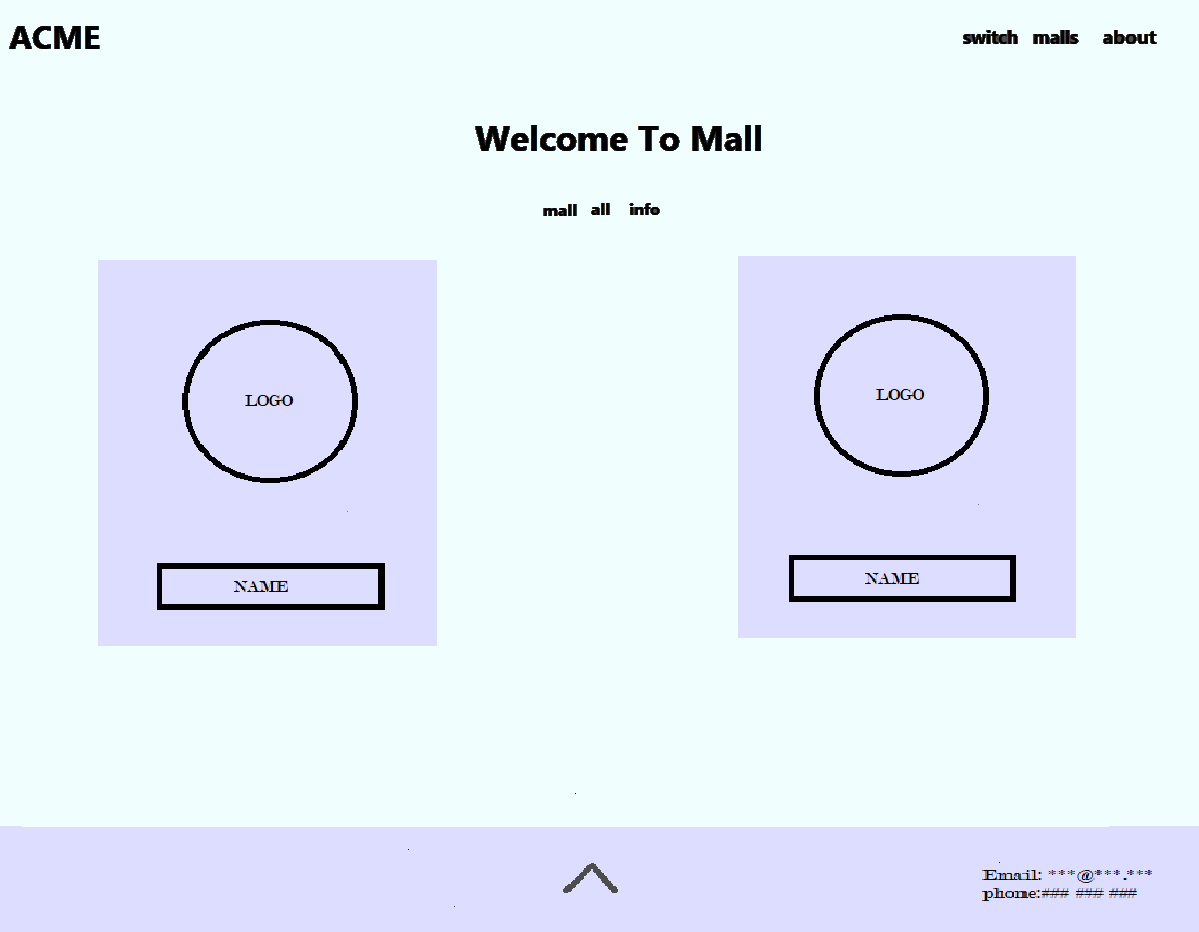 ACME switch malls about
Welcome To Mall
mall all info
LOGO
NAME
LOGO
NAME
Email: ***@***.***
phone:### ### ###